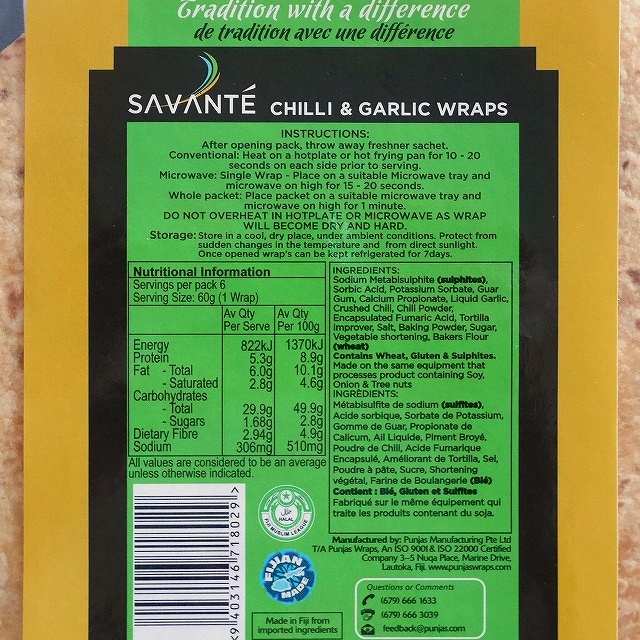 Tradition with a difference
de tradition avec une différence
SAVANTÉ CHILLI & GARLIC WRAPS
INSTRUCTIONS:
After opening pack, throw away freshner sachet.
Conventional: Heat on a hotplate or hot frying pan for 10 - 20
seconds on each side prior to serving.
Microwave: Single Wrap - Place on a suitable Microwave tray and
microwave on high for 15 - 20 seconds.
Whole packet: Place packet on a suitable microwave tray and
microwave on high for 1 minute.
DO NOT OVERHEAT IN HOTPLATE OR MICROWAVE AS WRAP
WILL BECOME DRY AND HARD.
Storage: Store in a cool, dry place, under ambient conditions. Protect from
sudden changes in the temperature and from direct sunlight.
Once opened wrap's can be kept refrigerated for 7days.
Nutritional Information
Servings per pack 6
Serving Size: 60g (1 Wrap)
Av Qty Av Qty
Per Serve Per 100g
Energy 822kJ 1370kJ
Protein 5.3g 8.9g
Fat - Total 6.0g 10.1g
- Saturated 2.8g 4.6g
Carbohydrates
- Total 29.9g 49.9g
- Sugars 1.68g 2.8g
Dietary Fibre 2.94g 4.9g
Sodium 306mg 510mg
All values are considered to be an average
unless otherwise indicated.
INGREDIENTS:
Sodium Metabisulphite (sulphites),
Sorbic Acid, Potassium Sorbate, Guar
Gum, Calcium Propionate, Liquid Garlic,
Crushed Chill, Chill Powder,
Encapsulated Fumaric Acid, Tortilla
Improver, Salt, Baking Powder, Sugar,
Vegetable shortening, Bakers Flour
(wheat)
Contains Wheat, Gluten & Sulphites.
Made on the same equipment that
processes product containing Soy,
Onion & Tree nuts
INGRÉDIENTS:
Métabisulfite de sodium (sulfites),
Acide sorbique, Sorbate de Potassium,
Gomme de Guar, Propionate de
Calicum, Ail Liquide, Piment Broyé,
Poudre de Chill, Acide Fumarique
Encapsulé, Améliorant de Tortilla, Sel,
Poudre à pâte, Sucre, Shortening
végétal, Farine de Boulangerie (Blé)
Contient : Blé, Gluten et Sulfites
Fabriqué sur le même équipement qui
traite les produits contenant du soja.
9 403146 718029 >
HALAL
FIJI MUSLIM LEAGUE
FIJIAN
MADE
Made in Fiji from
imported ingredients
Manufactured by: Punjas Manufacturing Pte Ltd
T/A Punjas Wraps, An ISO 9001 & ISO 22000 Certified
Company 3-5 Nuqa Place, Marine Drive,
Lautoka, Fiji. www.punjaswraps.com
Questions or Comments
(679) 666 1633
(679) 666 3039
feedback@punjas.com